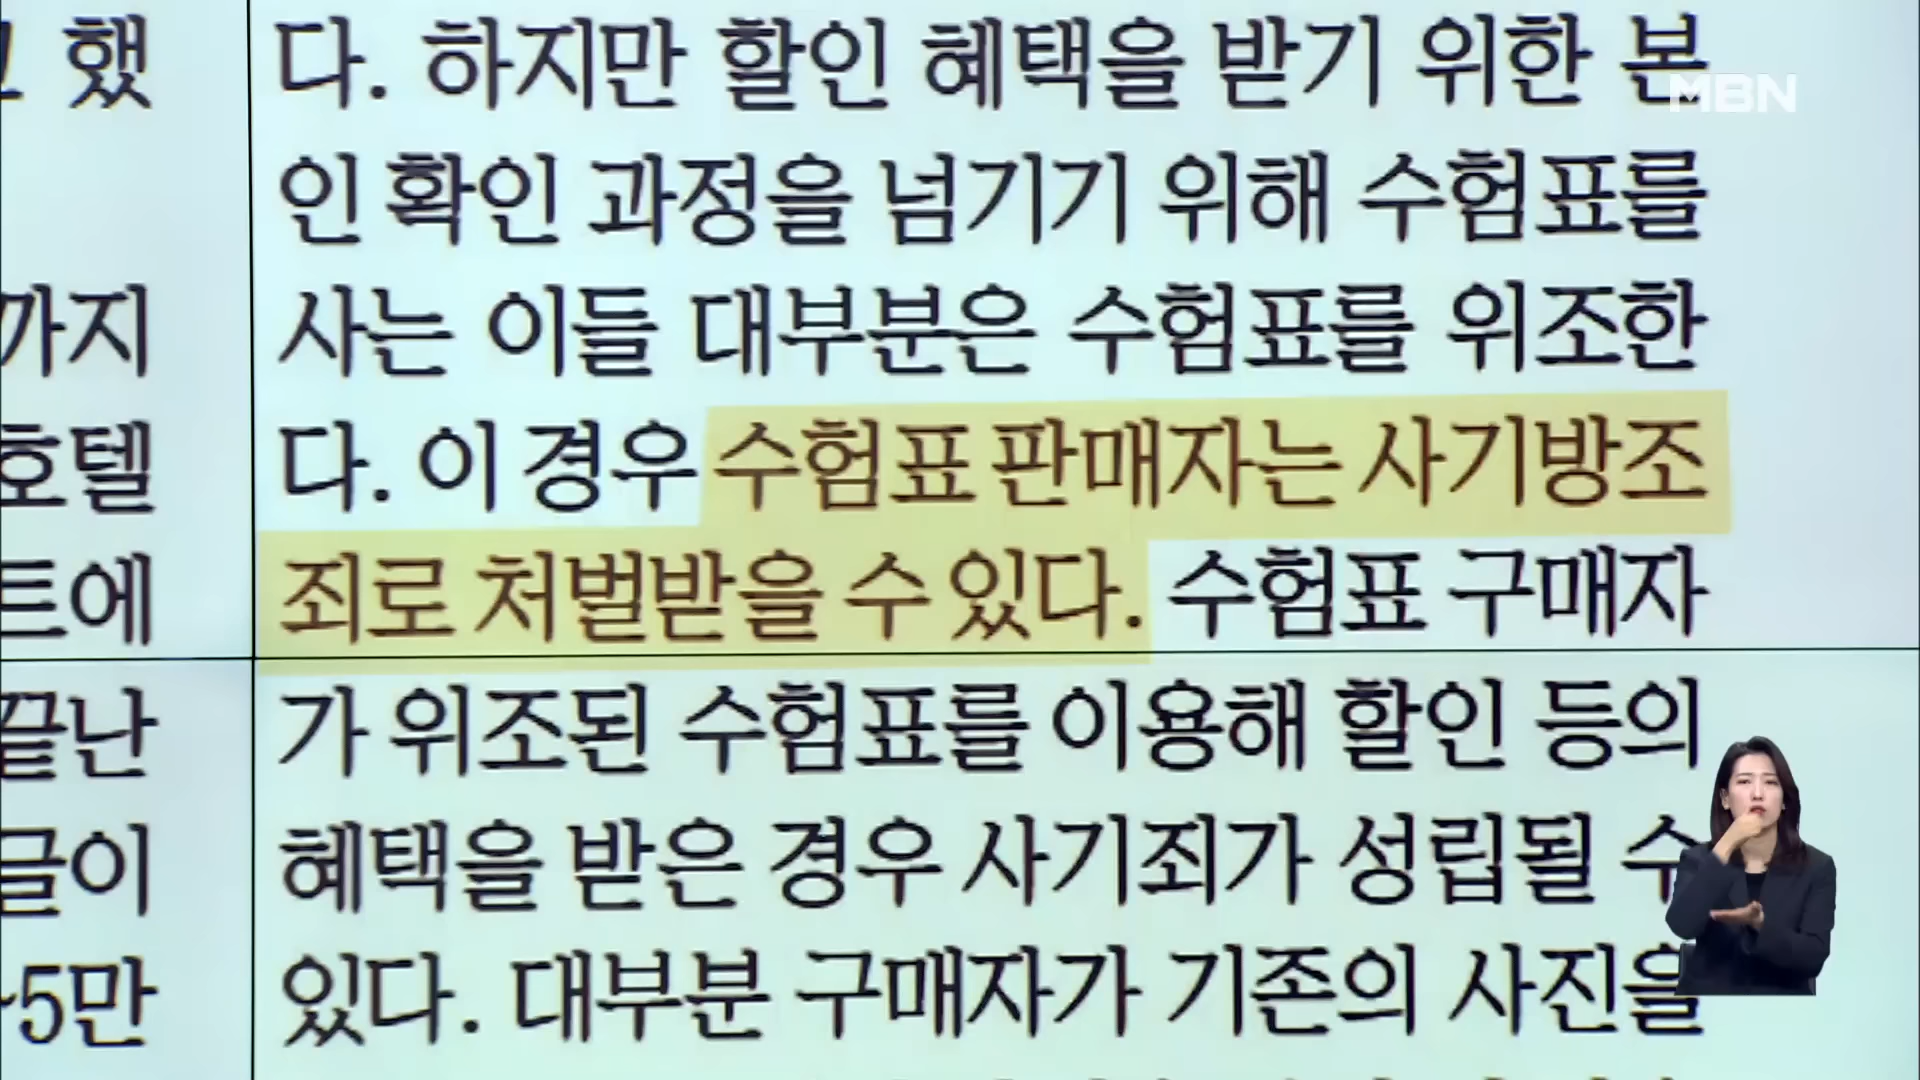 했
까지
호텔
트에
끝난
글이
~5만
다. 하지만 할인 혜택을 받기 위한 본
인 확인 과정을 넘기기 위해 수험표를
사는 이들 대부분은 수험표를 위조한
다. 이 경우 수험표 판매자는 사기방조
죄로 처벌받을 수 있다. 수험표 구매자
가 위조된 수험표를 이용해 할인 등의
혜택을 받은 경우 사기죄가 성립될 수
있다. 대부분 구매자가 기존의 사진을
MBN